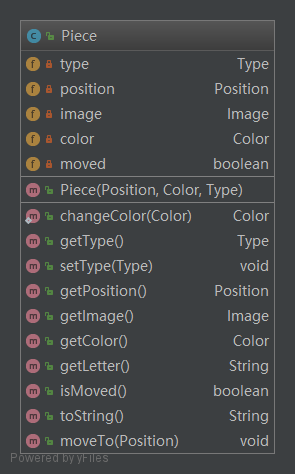 Piece
type Type
position Position
image Image
color Color
moved boolean
Piece(Position, Color, Type)
changeColor(Color) Color
getType() Type
setType(Type) void
getPosition() Position
getImage() Image
getColor() Color
getLetter() String
isMoved() boolean
toString() String
moveTo(Position) void
Powered by yFiles